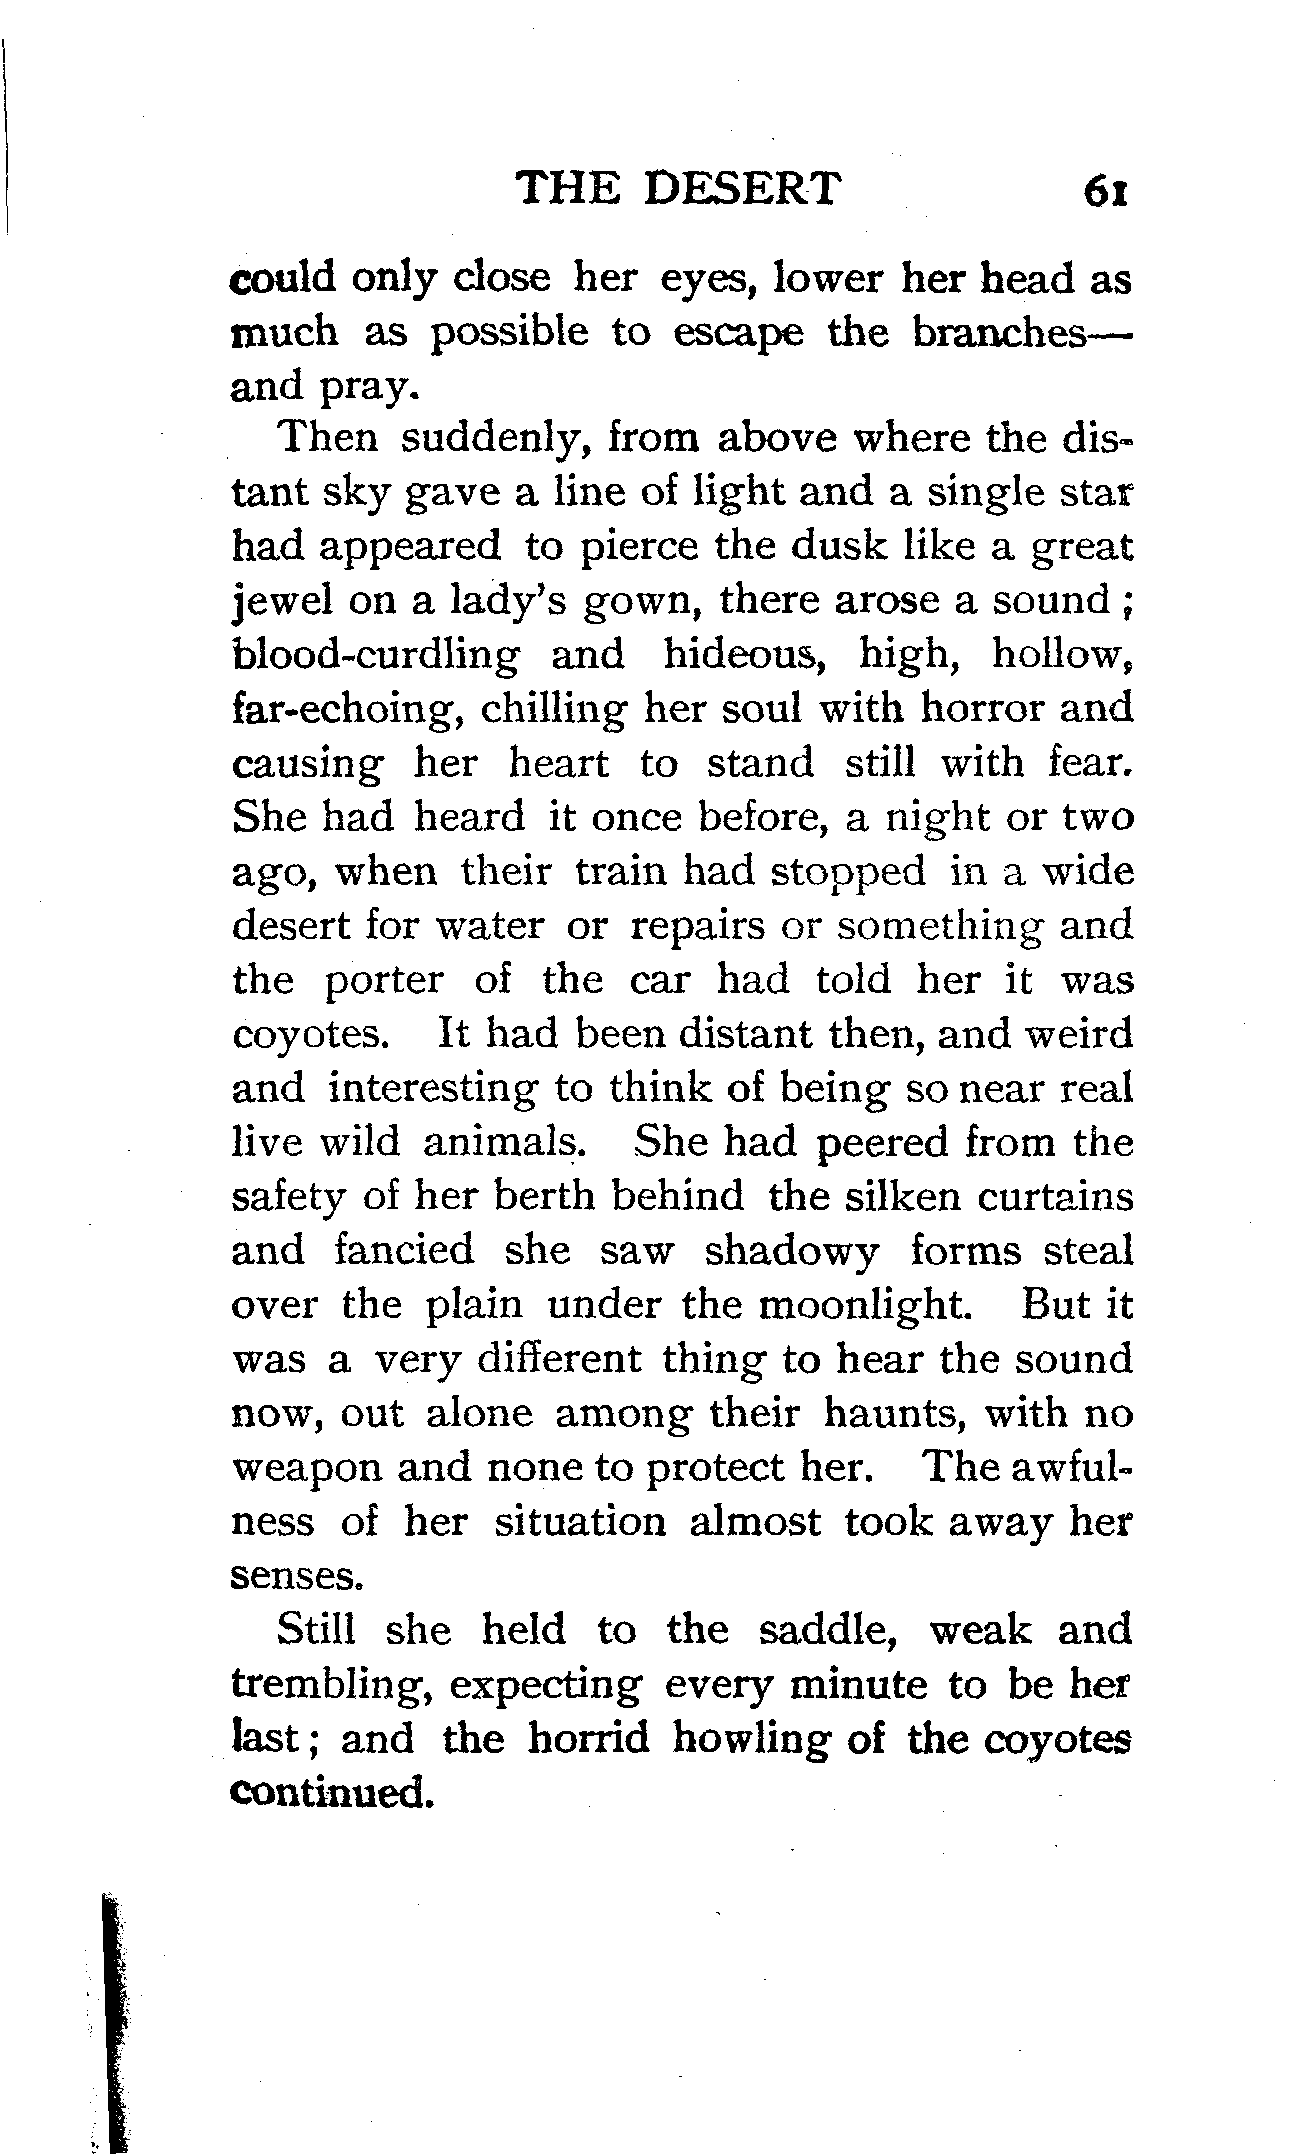 THE DESERT 61
could only close her eyes, lower her head as
much as possible to escape the branches—
and pray.
Then suddenly, from above where the dis-
tant sky gave a line of light and a single star
had appeared to pierce the dusk like a great
jewel on a lady's gown, there arose a sound ;
blood-curdling and hideous, high, hollow,
far-echoing, chilling her soul with horror and
causing her heart to stand still with fear.
She had heard it once before, a night or two
ago, when their train had stopped in a wide
desert for water or repairs or something and
the porter of the car had told her it was
coyotes. It had been distant then, and weird
and interesting to think of being so near real
live wild animals. She had peered from the
safety of her berth behind the silken curtains
and fancied she saw shadowy forms steal
over the plain under the moonlight. But it
was a very different thing to hear the sound
now, out alone among their haunts, with no
weapon and none to protect her. The awful-
ness of her situation almost took away her
senses.
Still she held to the saddle, weak and
trembling, expecting every minute to be her
last ; and the horrid howling of the coyotes
continued.